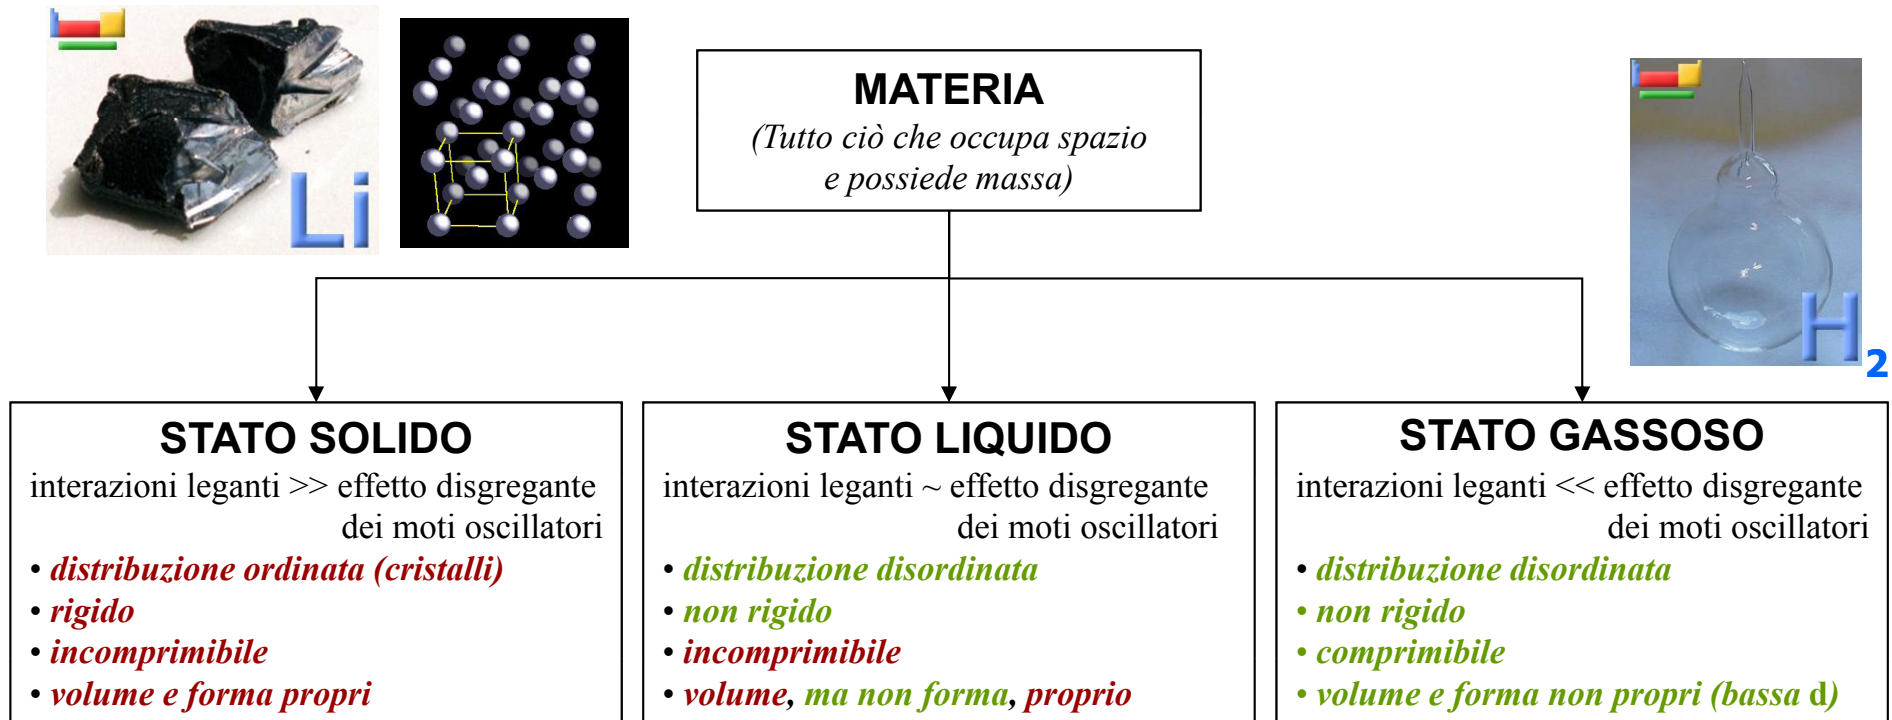 Li
MATERIA
(Tutto ciò che occupa spazio
e possiede massa)
H2
STATO SOLIDO
interazioni leganti >> effetto disgregante
dei moti oscillatori
• distribuzione ordinata (cristalli)
• rigido
• incomprimibile
• volume e forma propri
STATO LIQUIDO
interazioni leganti ~ effetto disgregante
dei moti oscillatori
• distribuzione disordinata
• non rigido
• incomprimibile
• volume, ma non forma, proprio
STATO GASSOSO
interazioni leganti << effetto disgregante
dei moti oscillatori
• distribuzione disordinata
• non rigido
• comprimibile
• volume e forma non propri (bassa d)